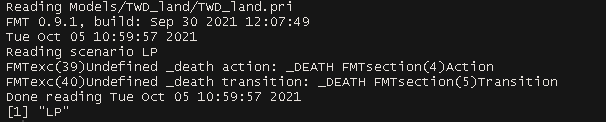 Reading Models/TWD_land/TWD_land.pri
FMT 0.9.1, build: Sep 30 2021 12:07:49
Tue Oct 05 10:59:57 2021
Reading scenario LP
FMTexc(39)Undefined _death action: _DEATH FMTsection(4)Action
FMTexc(40)Undefined _death transition: _DEATH FMTsection(5)Transition
Done reading Tue Oct 05 10:59:57 2021
[1] "LP"